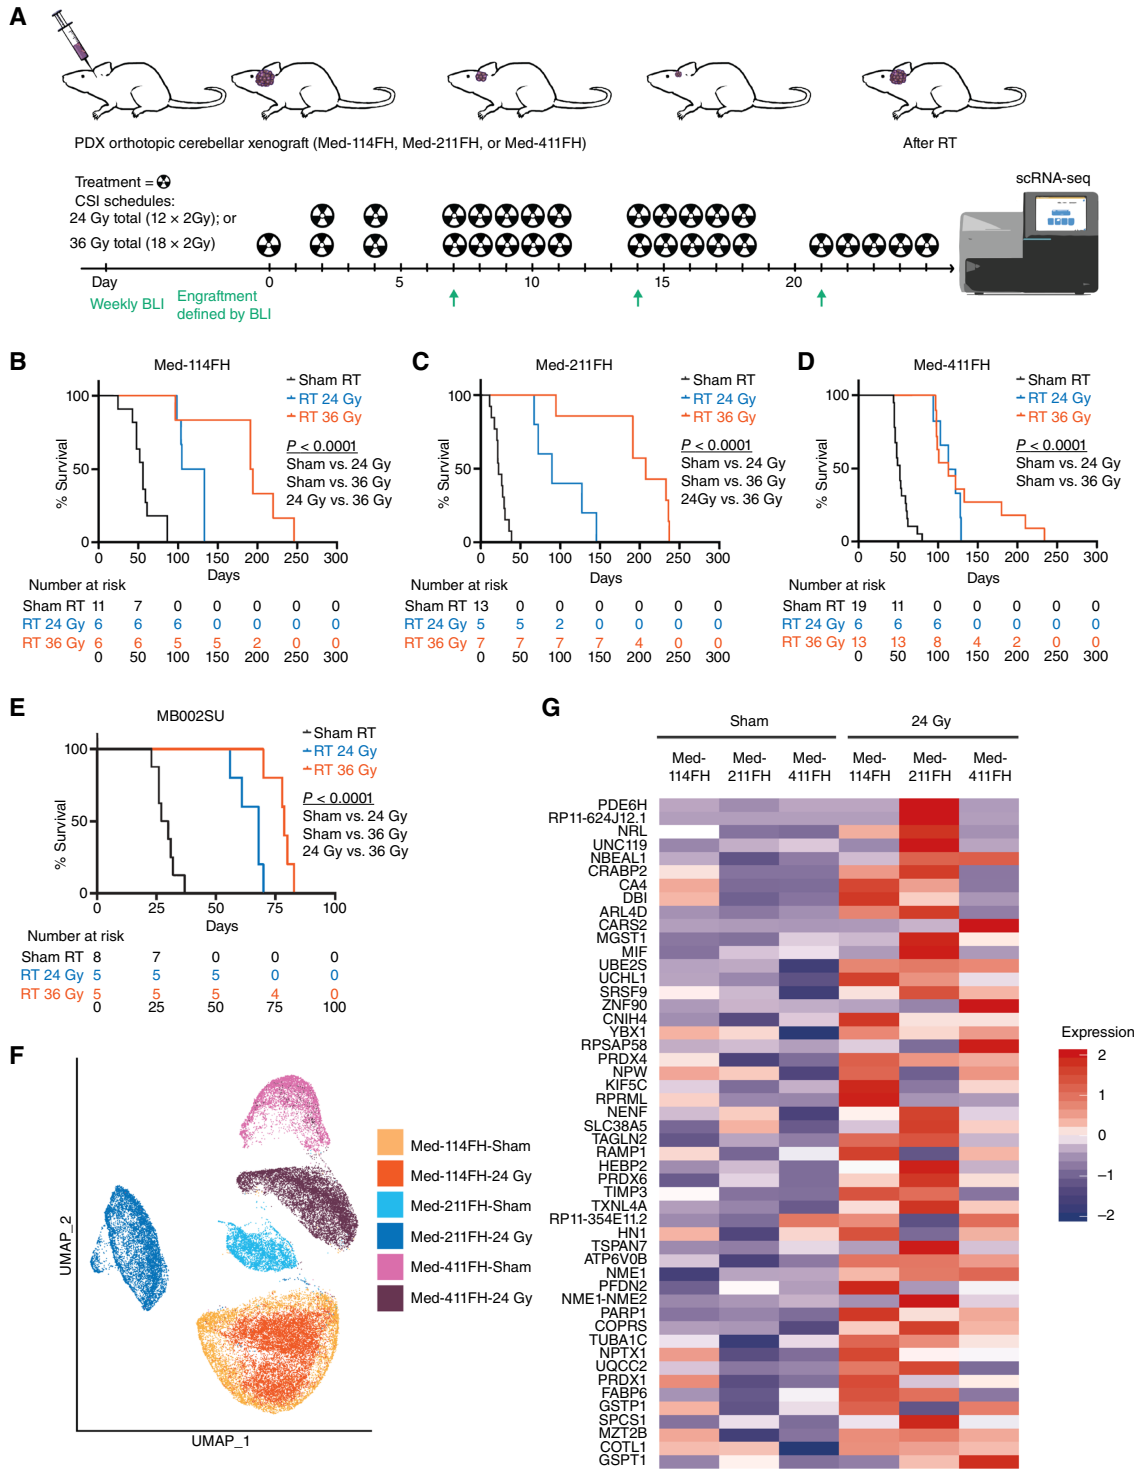 A
PDX orthotopic cerebellar xenograft (Med-114FH, Med-211FH, or Med-411FH)
After RT
Treatment =
CSI schedules:
24 Gy total (12 × 2Gy); or
36 Gy total (18 × 2Gy)
scRNA-seq
Day
0
5
10
15
20
Weekly BLI
Engraftment
defined by BLI
B
Med-114FH
% Survival
100
50
0
0 50 100 150 200 250 300
Days
Sham RT
RT 24 Gy
RT 36 Gy
P < 0.0001
Sham vs. 24 Gy
Sham vs. 36 Gy
24 Gy vs. 36 Gy
Number at risk
Sham RT 11 7 0 0 0 0 0
RT 24 Gy 6 6 6 0 0 0 0
RT 36 Gy 6 6 5 5 2 0 0
0 50 100 150 200 250 300
C
Med-211FH
% Survival
100
50
0
0 50 100 150 200 250 300
Days
Sham RT
RT 24 Gy
RT 36 Gy
P < 0.0001
Sham vs. 24 Gy
Sham vs. 36 Gy
24Gy vs. 36 Gy
Number at risk
Sham RT 13 0 0 0 0 0 0
RT 24 Gy 5 5 2 0 0 0 0
RT 36 Gy 7 7 7 7 4 0 0
0 50 100 150 200 250 300
D
Med-411FH
% Survival
100
50
0
0 50 100 150 200 250 300
Days
Sham RT
RT 24 Gy
RT 36 Gy
P < 0.0001
Sham vs. 24 Gy
Sham vs. 36 Gy
Number at risk
Sham RT 19 11 0 0 0 0 0
RT 24 Gy 6 6 6 0 0 0 0
RT 36 Gy 13 13 8 4 2 0 0
0 50 100 150 200 250 300
E
MB002SU
% Survival
100
50
0
0 25 50 75 100
Days
Sham RT
RT 24 Gy
RT 36 Gy
P < 0.0001
Sham vs. 24 Gy
Sham vs. 36 Gy
24 Gy vs. 36 Gy
Number at risk
Sham RT 8 7 0 0 0
RT 24 Gy 5 5 5 0 0
RT 36 Gy 5 5 5 4 0
0 25 50 75 100
F
UMAP_2
UMAP_1
Med-114FH-Sham
Med-114FH-24 Gy
Med-211FH-Sham
Med-211FH-24 Gy
Med-411FH-Sham
Med-411FH-24 Gy
G
Sham
24 Gy
Med-114FH
Med-211FH
Med-411FH
Med-114FH
Med-211FH
Med-411FH
PDE6H
RP11-624J12.1
NRL
UNC119
NBEAL1
CRABP2
CA4
DBI
ARL4D
CARS2
MGST1
MIF
UBE2S
UCHL1
SRSF9
ZNF90
CNIH4
YBX1
RPSAP58
PRDX4
NPW
KIF5C
RPRML
NENF
SLC38A5
TAGLN2
RAMP1
HEBP2
PRDX6
TIMP3
TXNL4A
RP11-354E11.2
HN1
TSPAN7
ATP6V0B
NME1
PFDN2
NME1-NME2
PARP1
COPRS
TUBA1C
NPTX1
UQCC2
PRDX1
FABP6
GSTP1
SPCS1
MZT2B
COTL1
GSPT1
Expression
2
1
0
−1
−2